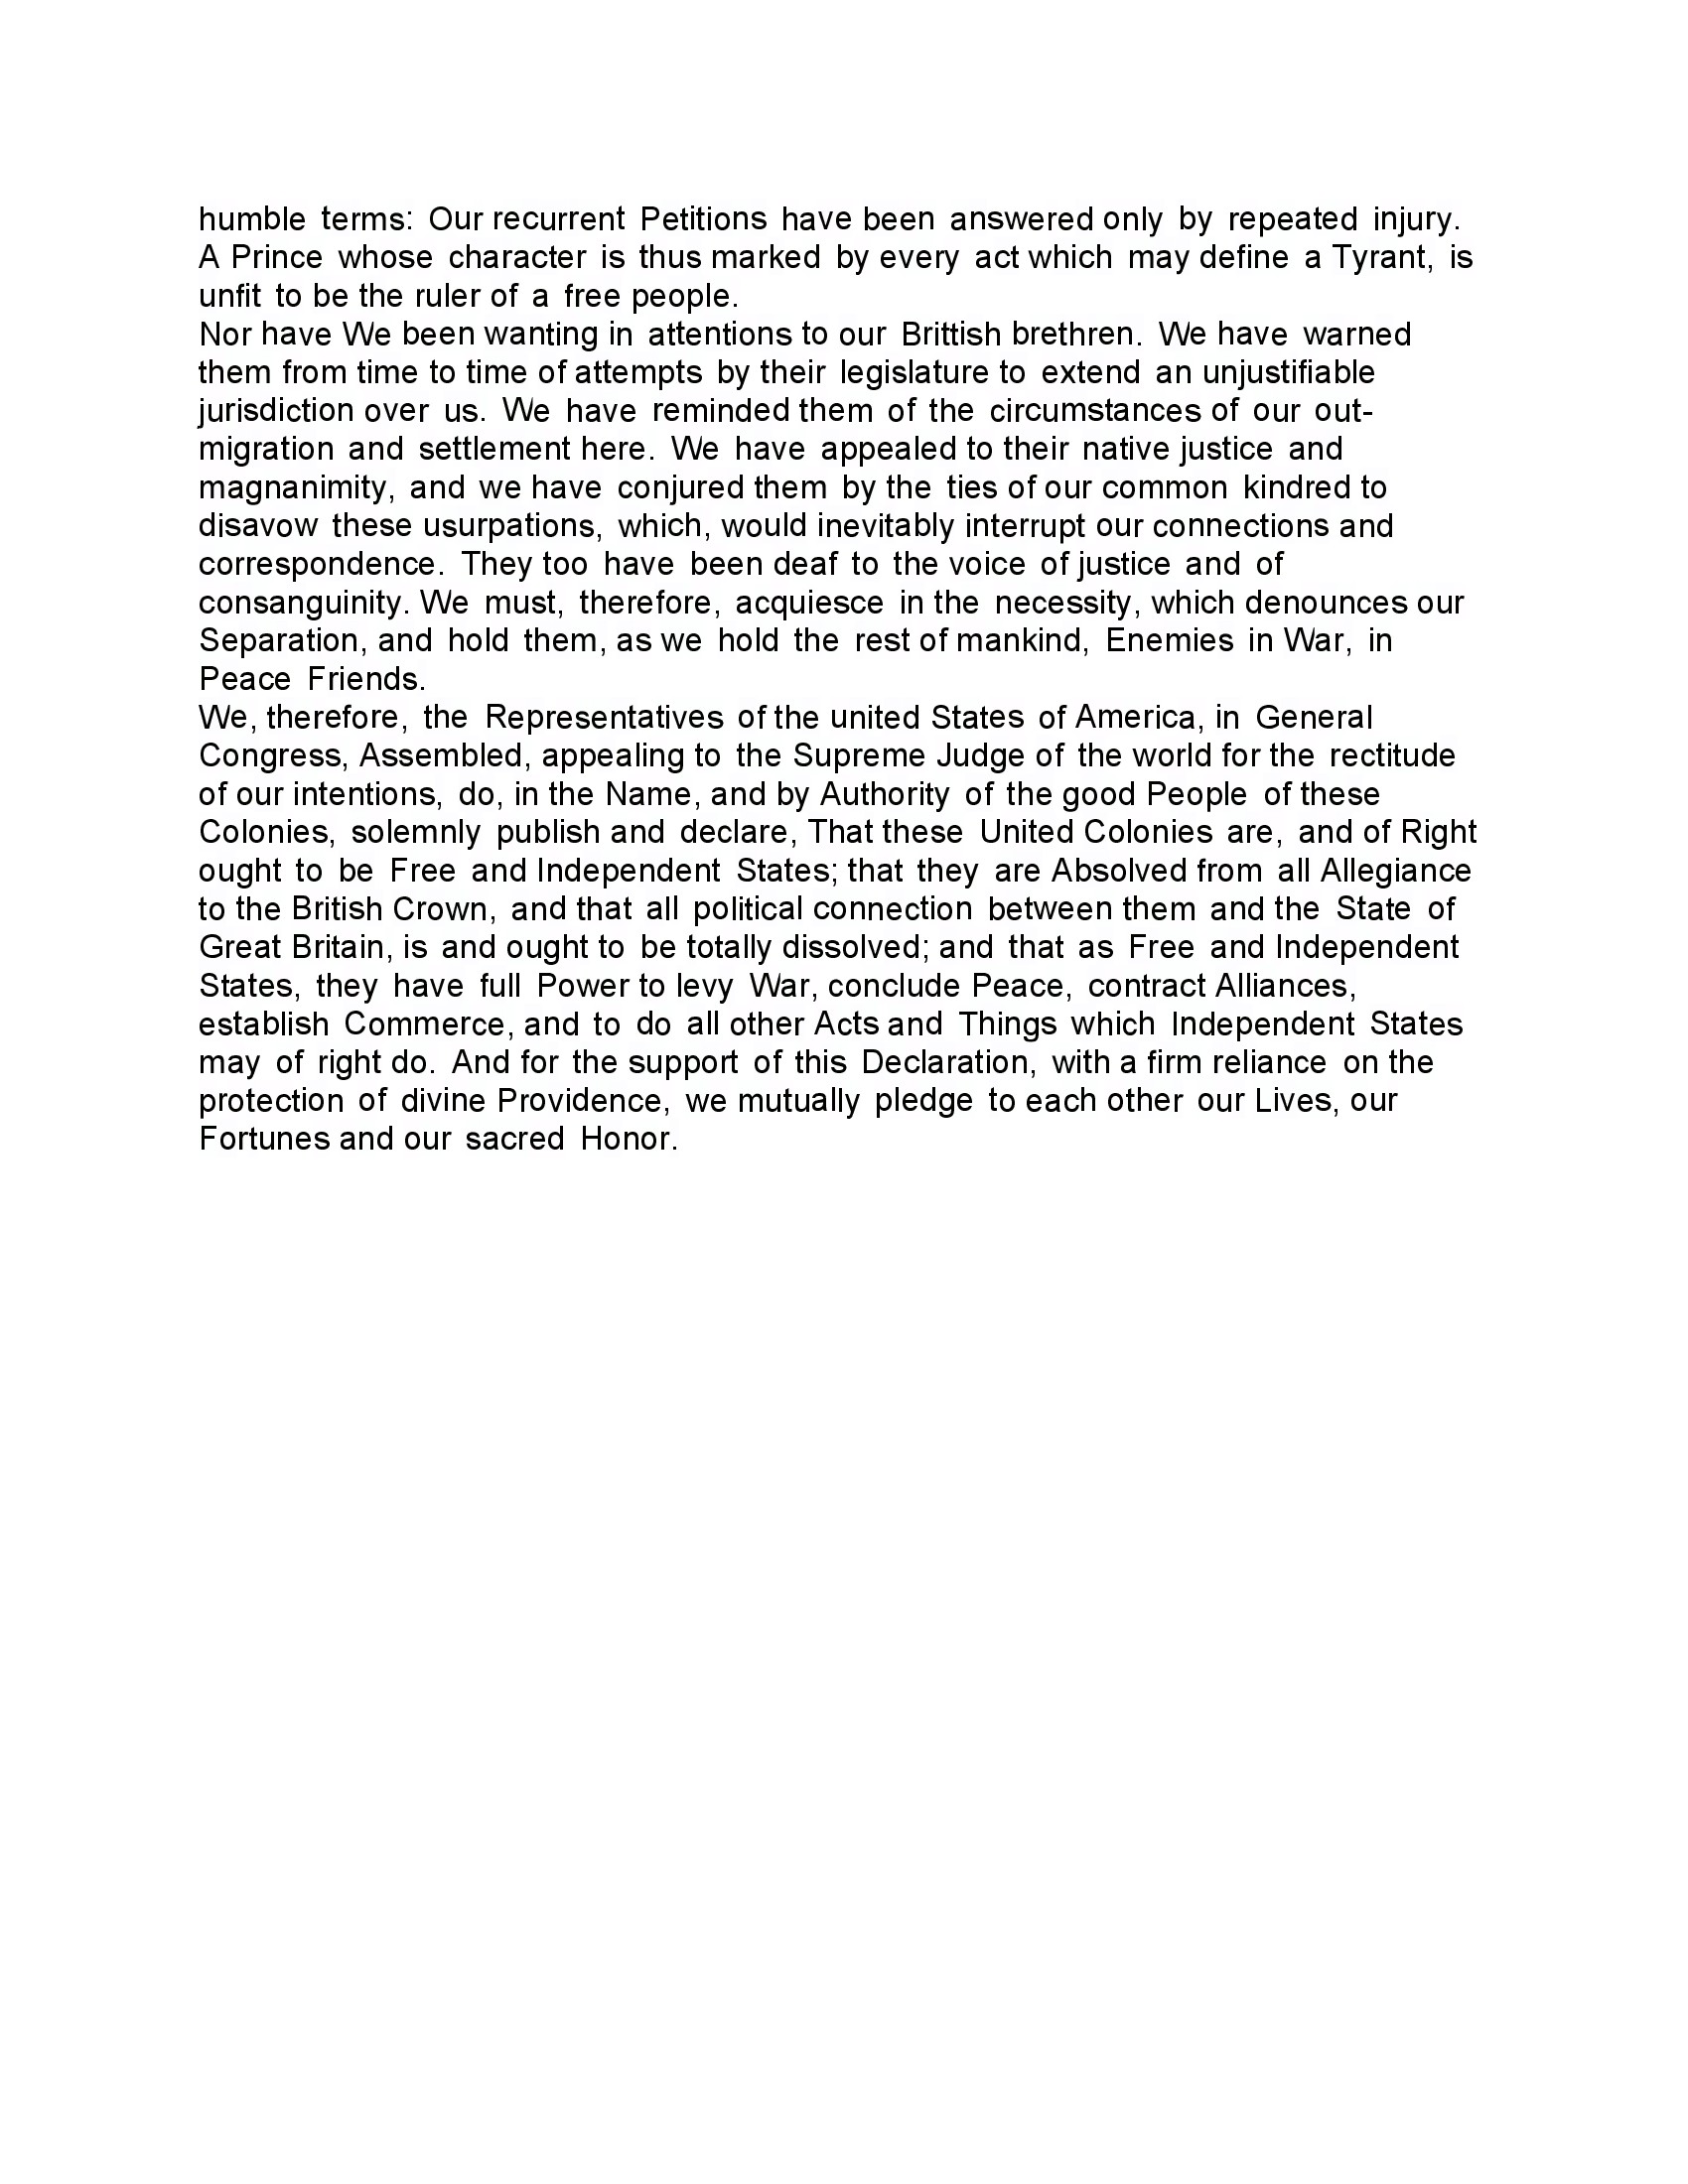 humble terms: Our recurrent Petitions have been answered only by repeated injury.
A Prince whose character is thus marked by every act which may define a Tyrant, is
unfit to be the ruler of a free people.
Nor have We been wanting in attentions to our Brittish brethren. We have warned
them from time to time of attempts by their legislature to extend an unjustifiable
jurisdiction over us. We have reminded them of the circumstances of our out-
migration and settlement here. We have appealed to their native justice and
magnanimity, and we have conjured them by the ties of our common kindred to
disavow these usurpations, which, would inevitably interrupt our connections and
correspondence. They too have been deaf to the voice of justice and of
consanguinity. We must, therefore, acquiesce in the necessity, which denounces our
Separation, and hold them, as we hold the rest of mankind, Enemies in War, in
Peace Friends.
We, therefore, the Representatives of the united States of America, in General
Congress, Assembled, appealing to the Supreme Judge of the world for the rectitude
of our intentions, do, in the Name, and by Authority of the good People of these
Colonies, solemnly publish and declare, That these United Colonies are, and of Right
ought to be Free and Independent States; that they are Absolved from all Allegiance
to the British Crown, and that all political connection between them and the State of
Great Britain, is and ought to be totally dissolved; and that as Free and Independent
States, they have full Power to levy War, conclude Peace, contract Alliances,
establish Commerce, and to do all other Acts and Things which Independent States
may of right do. And for the support of this Declaration, with a firm reliance on the
protection of divine Providence, we mutually pledge to each other our Lives, our
Fortunes and our sacred Honor.